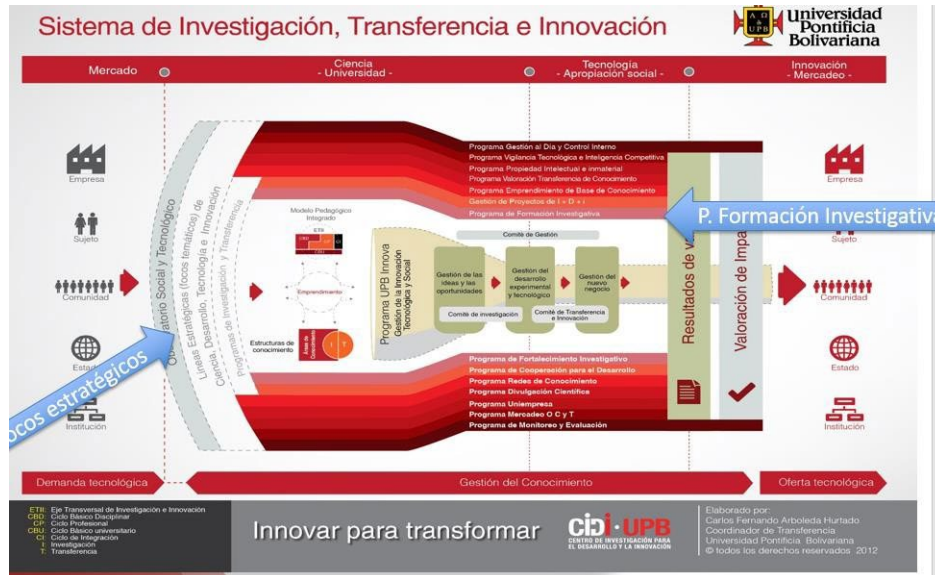 Sistema de Investigación, Transferencia e Innovación
Universidad
Pontificia
Bolivariana
Mercado
Ciencia
- Universidad -
Tecnología
- Apropiación social -
Innovación
- Mercadeo -
Empresa
Sujeto
Comunidad
Estado
Institución
Social y Tecnológico
Líneas Estratégicas (focos temáticos) de
Ciencia, Desarrollo, Tecnología e Innovación
Programas de Investigación y Transferencia
Modelo Pedagógico
Integrado
ETII
CBD
CP
CI
CBU
Emprendimiento
Estructuras de
conocimiento
Áreas de
Conocimiento
I
T
Programa UPB Innova
Gestión de la Innovación
Tecnológica y Social
Programa Gestión al Día y Control Interno
Programa Vigilancia Tecnológica e Inteligencia Competitiva
Programa Propiedad Intelectual e inmaterial
Programa Valoración Transferencia de Conocimiento
Programa Emprendimiento de Base de Conocimiento
Gestión de Proyectos de I + D + i
Programa de Formación Investigativa
Comité de Gestión
Gestión de las
ideas y las
oportunidades.
Gestión del
desarrollo
experimental
y tecnológico
Gestión del
nuevo
negocio
Comité de investigación
Comité de Transferencia
e Innovación
Programa de Fortalecimiento Investigativo
Programa de Cooperación para el Desarrollo
Programa Redes de Conocimiento
Programa Divulgación Científica
Programa Uniempresa
Programa Mercadeo O C y T
Programa de Monitoreo y Evaluación
Resultados de
Valoración de
P. Formación Investigativa
estratégicos
Empresa
Sujeto
Comunidad
Estado
Institución
Demanda tecnológica
Gestión del Conocimiento
Oferta tecnológica
ETII: Eje Transversal de Investigación e Innovación
CBD: Ciclo Básico Disciplinar
CP: Ciclo Profesional
CBU: Ciclo Básico universitario
CI: Ciclo de Integración
I: Investigación
T: Transferencia
Innovar para transformar
CIDI·UPB
CENTRO DE INVESTIGACIÓN PARA
EL DESARROLLO Y LA INNOVACIÓN
Elaborado por:
Carlos Fernando Arboleda Hurtado
Coordinador de Transferencia
Universidad Pontificia Bolivariana
© todos los derechos reservados 2012